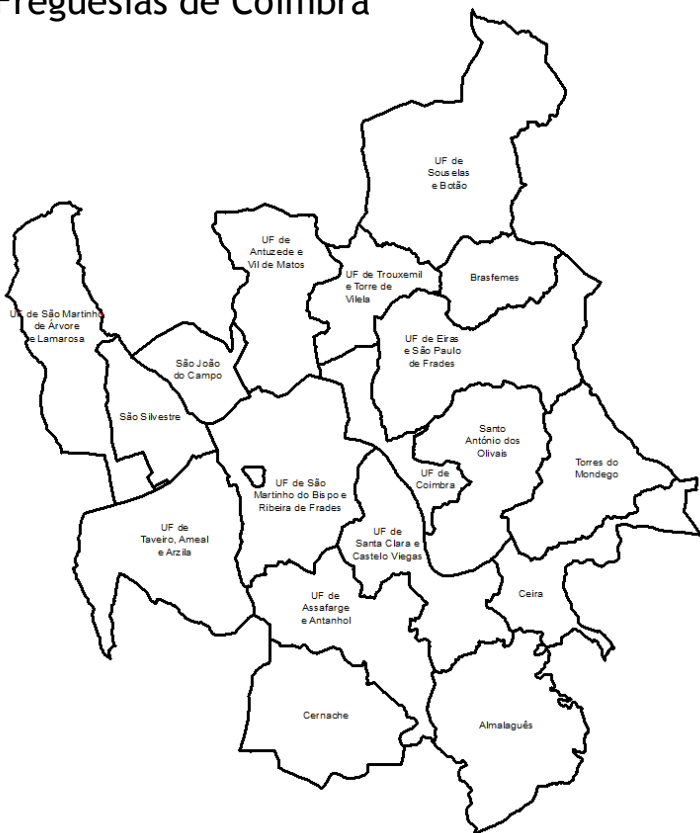 Freguesias de Coimbra
UF de
Souselas
e Botão
UF de
Antuzede e
Vil de Matos
UF de Trouxemil
e Torre de
Vilela
Brasfemes
UF de São Martinho
de Árvore
e Lamarosa
UF de Eiras
e São Paulo
de Frades
São João
do Campo
São Silvestre
Santo
António dos
Olivais
UF de
Coimbra
Torres do
Mondego
UF de São
Martinho do Bispo e
Ribeira de Frades
UF de
Taveiro, Ameal
e Arzila
UF de
Santa Clara e
Castelo Viegas
UF de
Assafarge
e Antanhol
Ceira
Cernache
Almalaguês